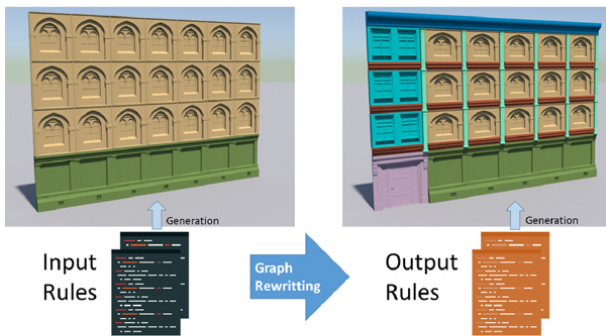 Generation
Generation
Input
Rules
Graph
Rewritting
Output
Rules